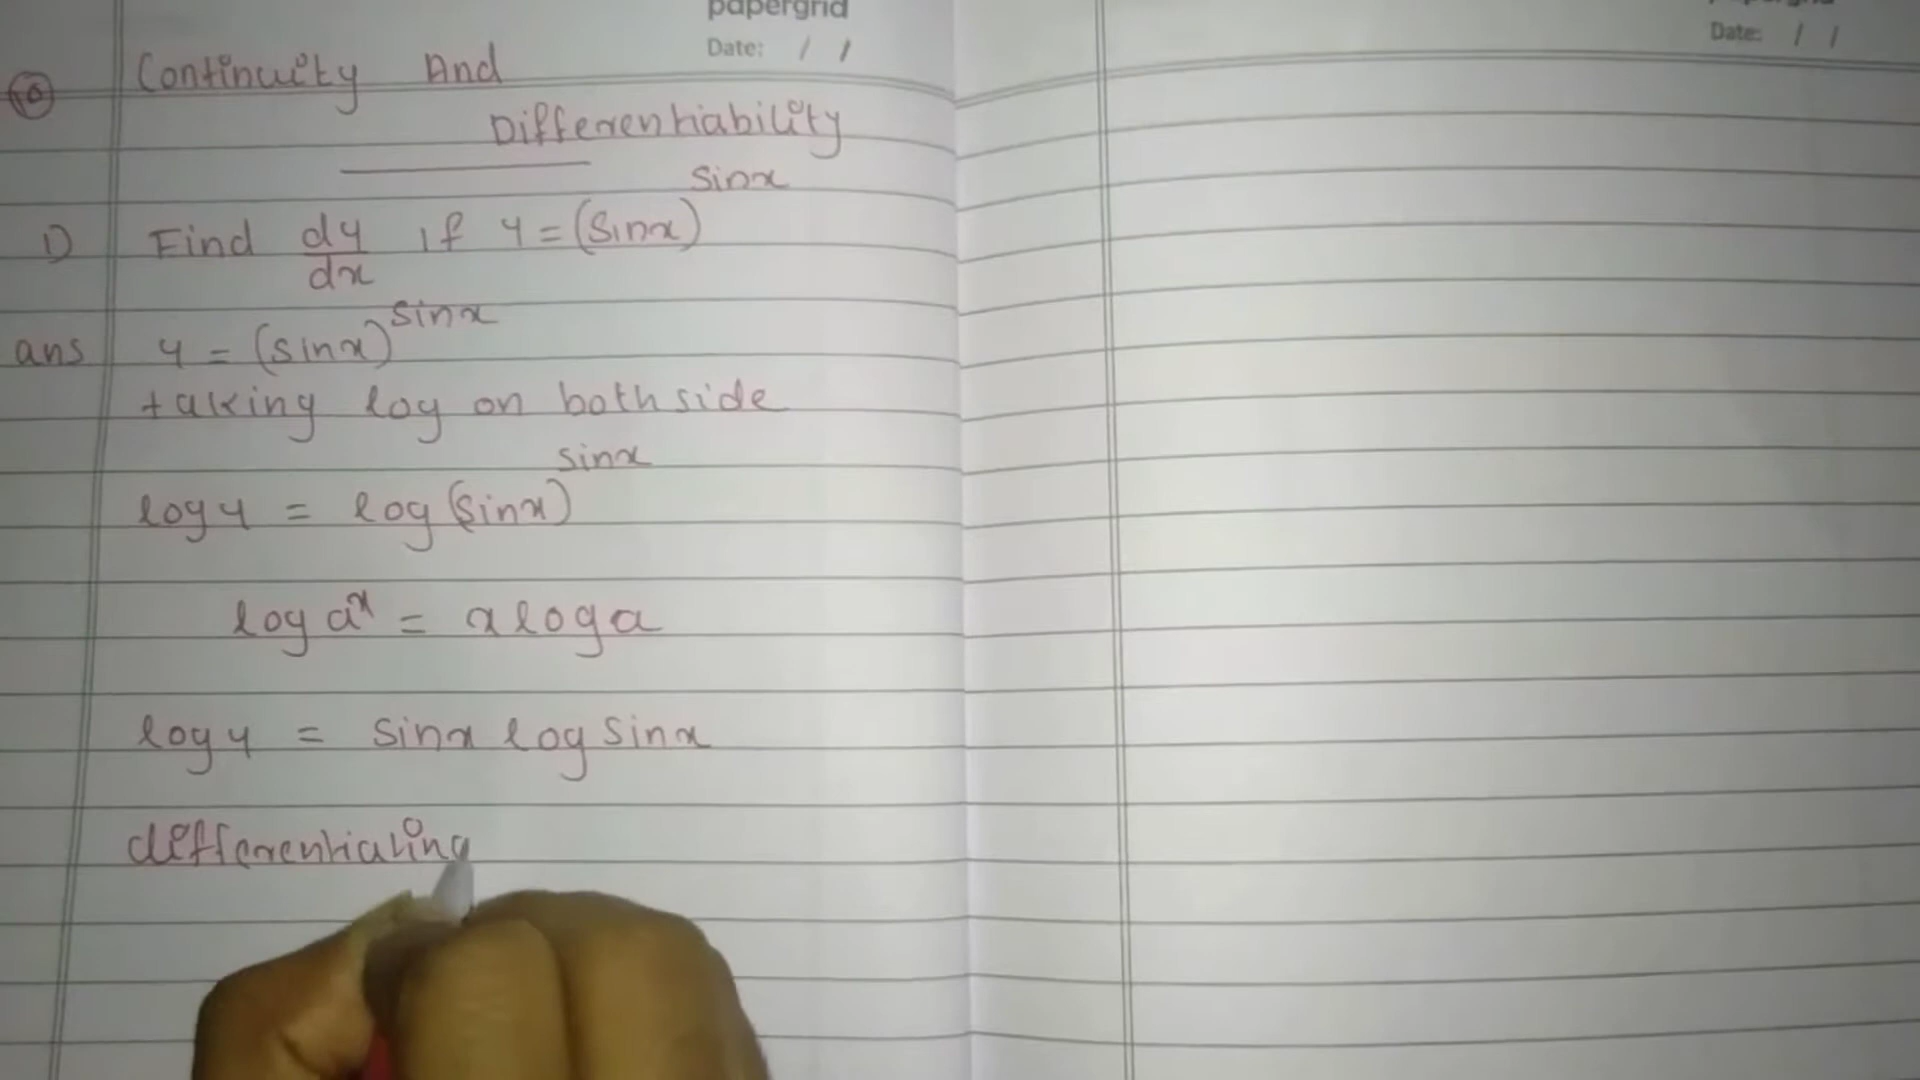 papergrid
Date: / /
Date: / /
Continuity And
Differentiability
1) Find dy/dx if y = (sinx)^sinx
ans y = (sinx)^sinx
taking log on both side
log y = log (sinx)^sinx
log a^x = x log a
log y = sinx log sinx
differentiating